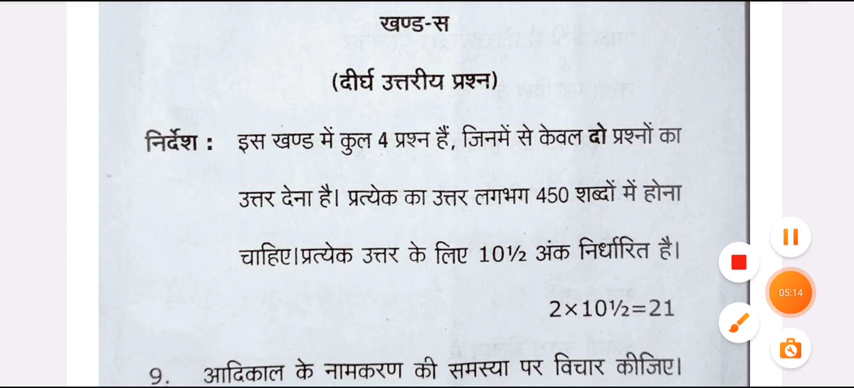 खण्ड-स
(दीर्घ उत्तरीय प्रश्न)
निर्देश : इस खण्ड में कुल 4 प्रश्न हैं, जिनमें से केवल दो प्रश्नों का
उत्तर देना है। प्रत्येक का उत्तर लगभग 450 शब्दों में होना
चाहिए।प्रत्येक उत्तर के लिए 10½ अंक निर्धारित है।
2×10½=21
9. आदिकाल के नामकरण की समस्या पर विचार कीजिए।
05:14